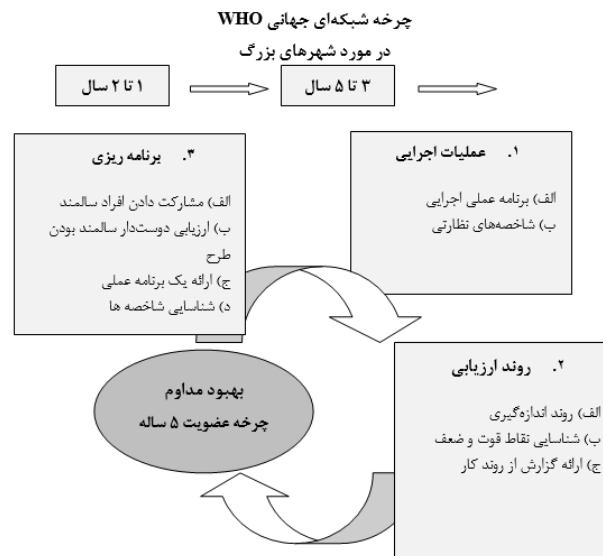 چرخه شبکه‌ای جهانی WHO
در مورد شهرهای بزرگ
۱ تا ۲ سال
۳ تا ۵ سال
۱. عملیات اجرایی
الف) برنامه عملی اجرایی
ب) شاخصه‌های نظارتی
۳. برنامه ریزی
الف) مشارکت دادن افراد سالمند
ب) ارزیابی دوست‌دار سالمند بودن
طرح
ج) ارائه یک برنامه عملی
د) شناسایی شاخصه ها
۲. روند ارزیابی
الف) روند اندازه‌گیری
ب) شناسایی نقاط قوت و ضعف
ج) ارائه گزارش از روند کار
بهبود مداوم
چرخه عضویت ۵ ساله